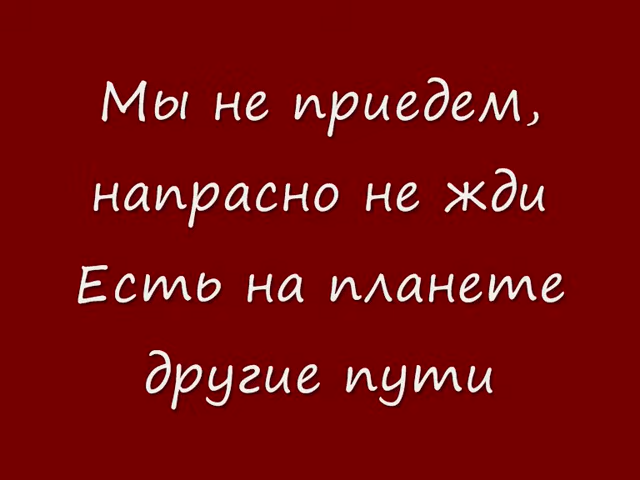 Мы не приедем,
напрасно не жди
Есть на планете
другие пути